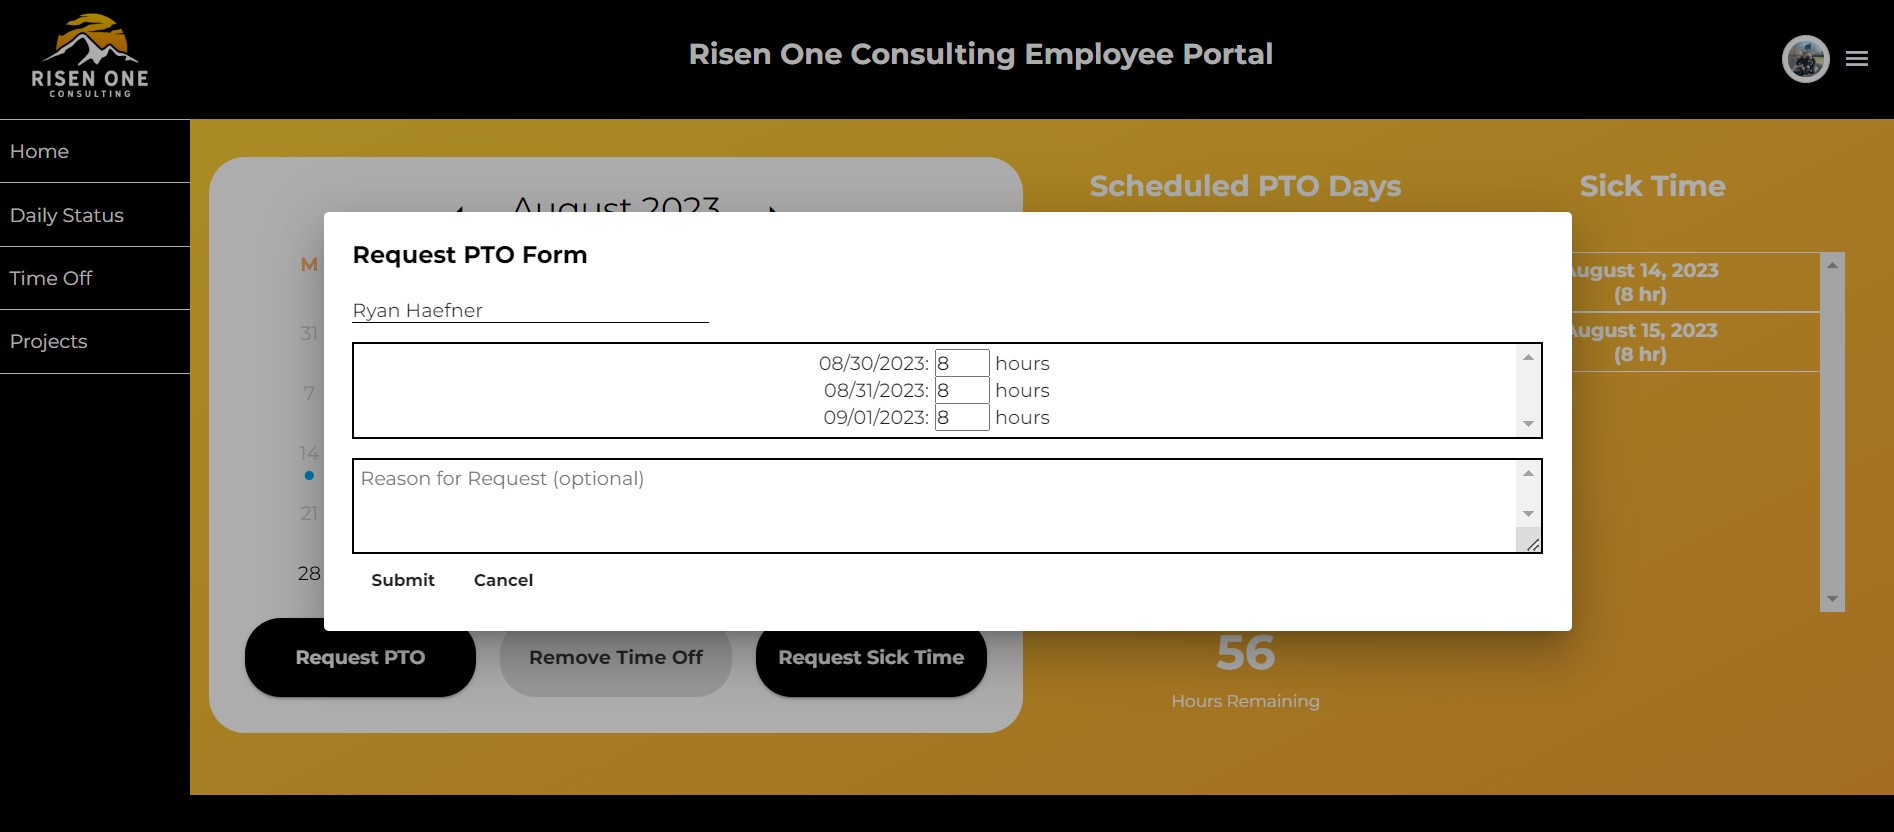 RISEN ONE
CONSULTING
Risen One Consulting Employee Portal
Home
Daily Status
Time Off
Projects
August 2023
M
31
7
14
21
28
Scheduled PTO Days
Sick Time
August 14, 2023
(8 hr)
August 15, 2023
(8 hr)
Request PTO Form
Ryan Haefner
08/30/2023: 8 hours
08/31/2023: 8 hours
09/01/2023: 8 hours
Reason for Request (optional)
Submit Cancel
Request PTO
Remove Time Off
Request Sick Time
56
Hours Remaining